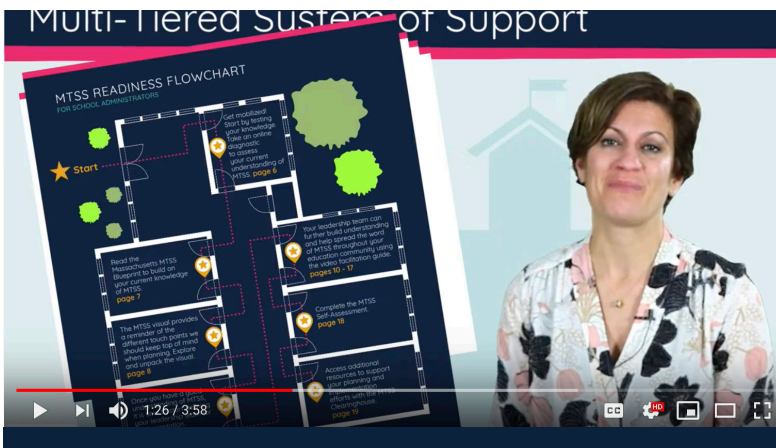 Multi-Tiered System of Support
MTSS READINESS FLOWCHART
FOR SCHOOL ADMINISTRATORS
Start
Get mobilized!
Start by testing
your knowledge.
Take an online
diagnostic
to assess
your current
understanding of
MTSS. page 6
Read the
Massachusetts MTSS
Blueprint to build on
your current knowledge
of MTSS.
page 7
The MTSS visual provides
a reminder of the
different touch points we
should keep top of mind
when planning. Explore
and unpack the visual.
page 8
Once you have a good
of MTSS,
your leader
Your leadership team can
further build understanding
and help spread the word
of MTSS throughout your
education community using
the video facilitation guide.
pages 10 - 17
Complete the MTSS
Self-Assessment.
page 18
Access additional
resources to support
your planning and
efforts with the MTSS
Clearinghouse.
page 19
1:26 / 3:58
CC
HD